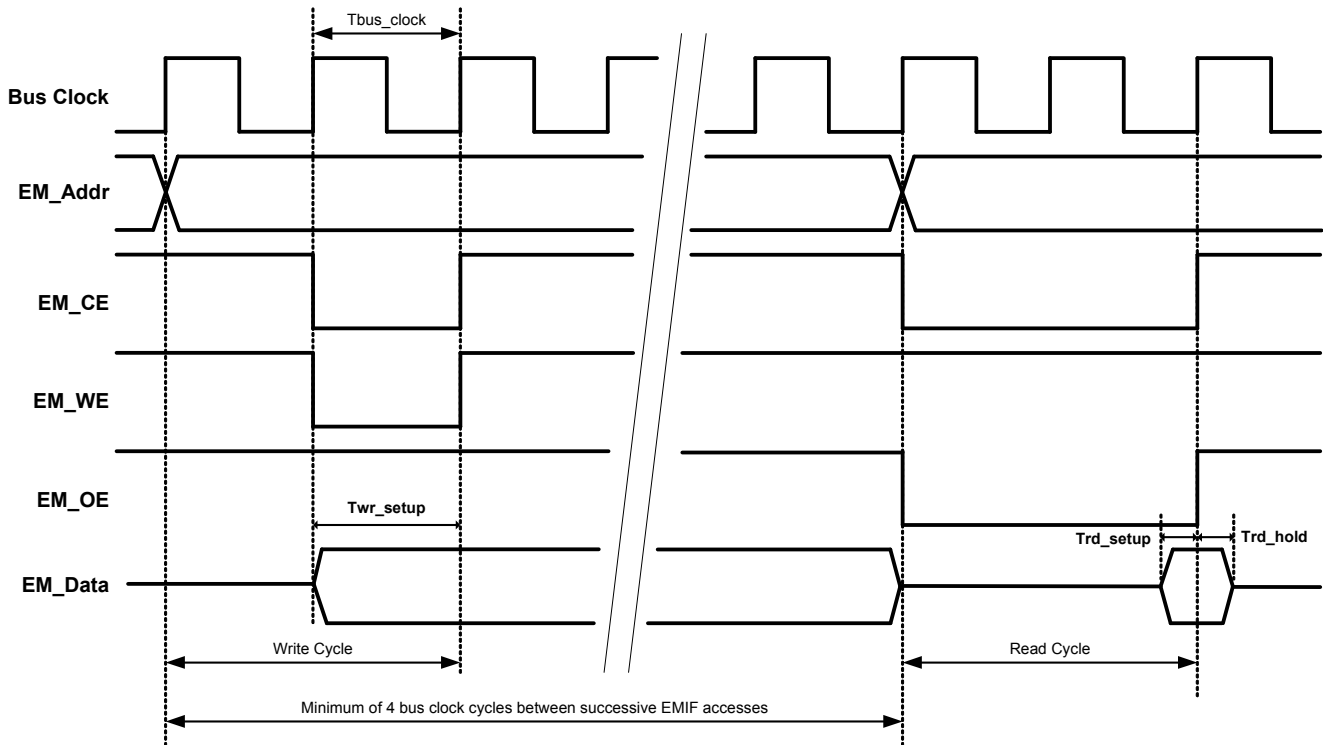 Tbus_clock
Bus Clock
EM_Addr
EM_CE
EM_WE
EM_OE
Twr_setup
Trd_setup
Trd_hold
EM_Data
Write Cycle
Read Cycle
Minimum of 4 bus clock cycles between successive EMIF accesses